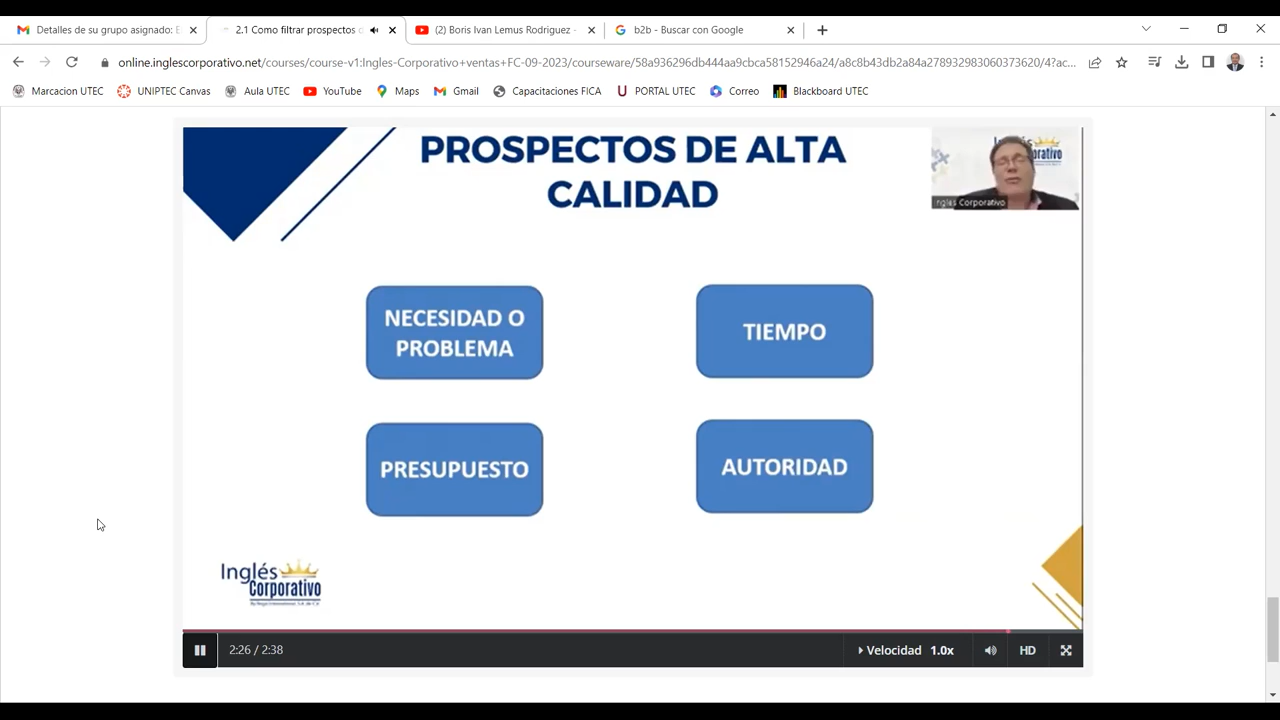 Detalles de su grupo asignado: E
2.1 Como filtrar prospectos d
(2) Boris Ivan Lemus Rodriguez -
b2b - Buscar con Google
online.inglescorporativo.net/courses/course-v1:Ingles-Corporativo+ventas+FC-09-2023/courseware/58a936296db444aa9cbca58152946a24/a8c8b43db2a84a278932983060373620/4?ac...
Marcacion UTEC
UNIPTEC Canvas
Aula UTEC
YouTube
Maps
Gmail
Capacitaciones FICA
PORTAL UTEC
Correo
Blackboard UTEC
PROSPECTOS DE ALTA
CALIDAD
Ingles Corporativo
NECESIDAD O
PROBLEMA
TIEMPO
PRESUPUESTO
AUTORIDAD
Inglés
Corporativo
2:26 / 2:38
Velocidad 1.0x
HD